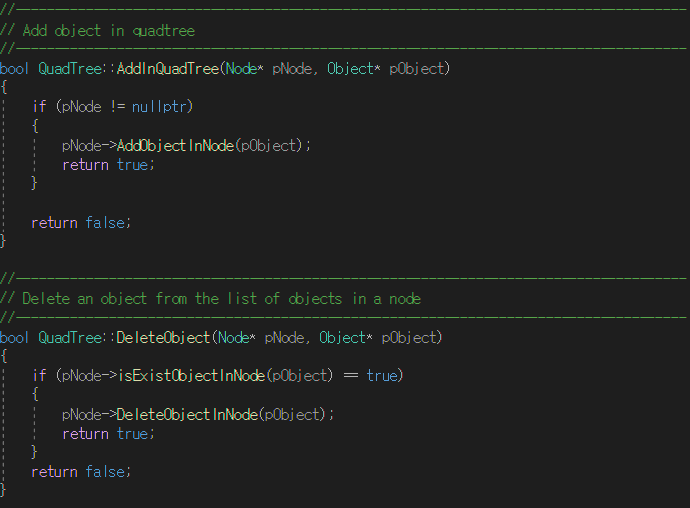 //--------------------------------------------------------------------------------------
// Add object in quadtree
//--------------------------------------------------------------------------------------
bool QuadTree::AddInQuadTree(Node* pNode, Object* pObject)
{
    if (pNode != nullptr)
    {
        pNode->AddObjectInNode(pObject);
        return true;
    }

    return false;
}

//--------------------------------------------------------------------------------------
// Delete an object from the list of objects in a node
//--------------------------------------------------------------------------------------
bool QuadTree::DeleteObject(Node* pNode, Object* pObject)
{
    if (pNode->isExistObjectInNode(pObject) == true)
    {
        pNode->DeleteObjectInNode(pObject);
        return true;
    }
    return false;
}